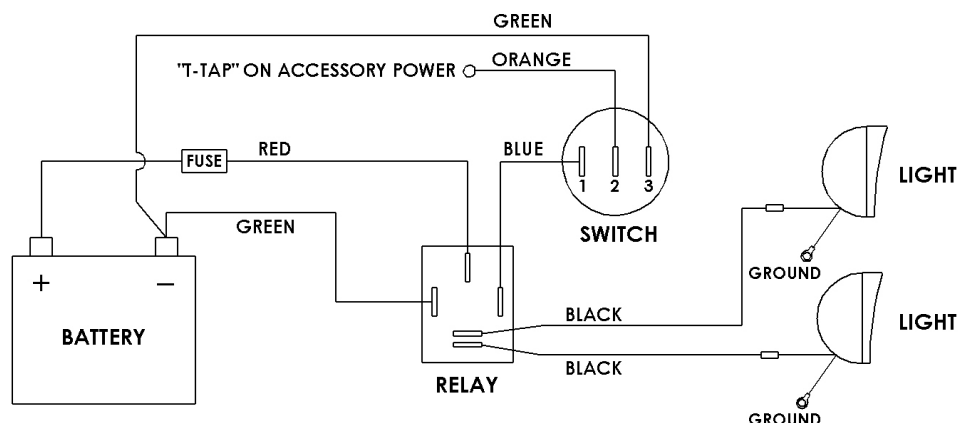 GREEN
"T-TAP" ON ACCESSORY POWER
ORANGE
FUSE
RED
BLUE
1 2 3
LIGHT
GREEN
SWITCH
GROUND
+ −
BATTERY
BLACK
LIGHT
BLACK
RELAY
GROUND